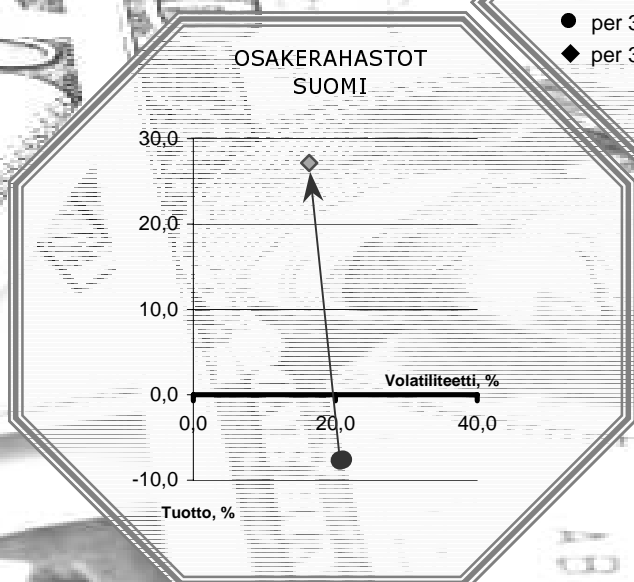 per 3
per 3
OSAKERAHASTOT
SUOMI
30,0
20,0
10,0
0,0
-10,0
Volatiliteetti, %
0,0 20,0 40,0
Tuotto, %